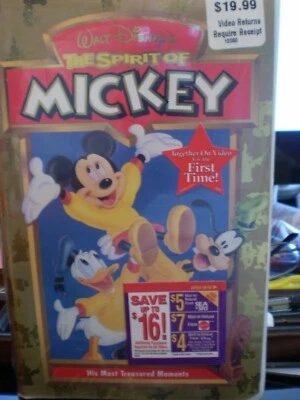 $19.99
Video Returns
Require Receipt
Walt Disney's
THE SPIRIT OF
MICKEY
Together On Video
For The
First
Time!
SAVE
UP TO
$16!
$5
SEA
$7
$4
His Most Treasured Moments